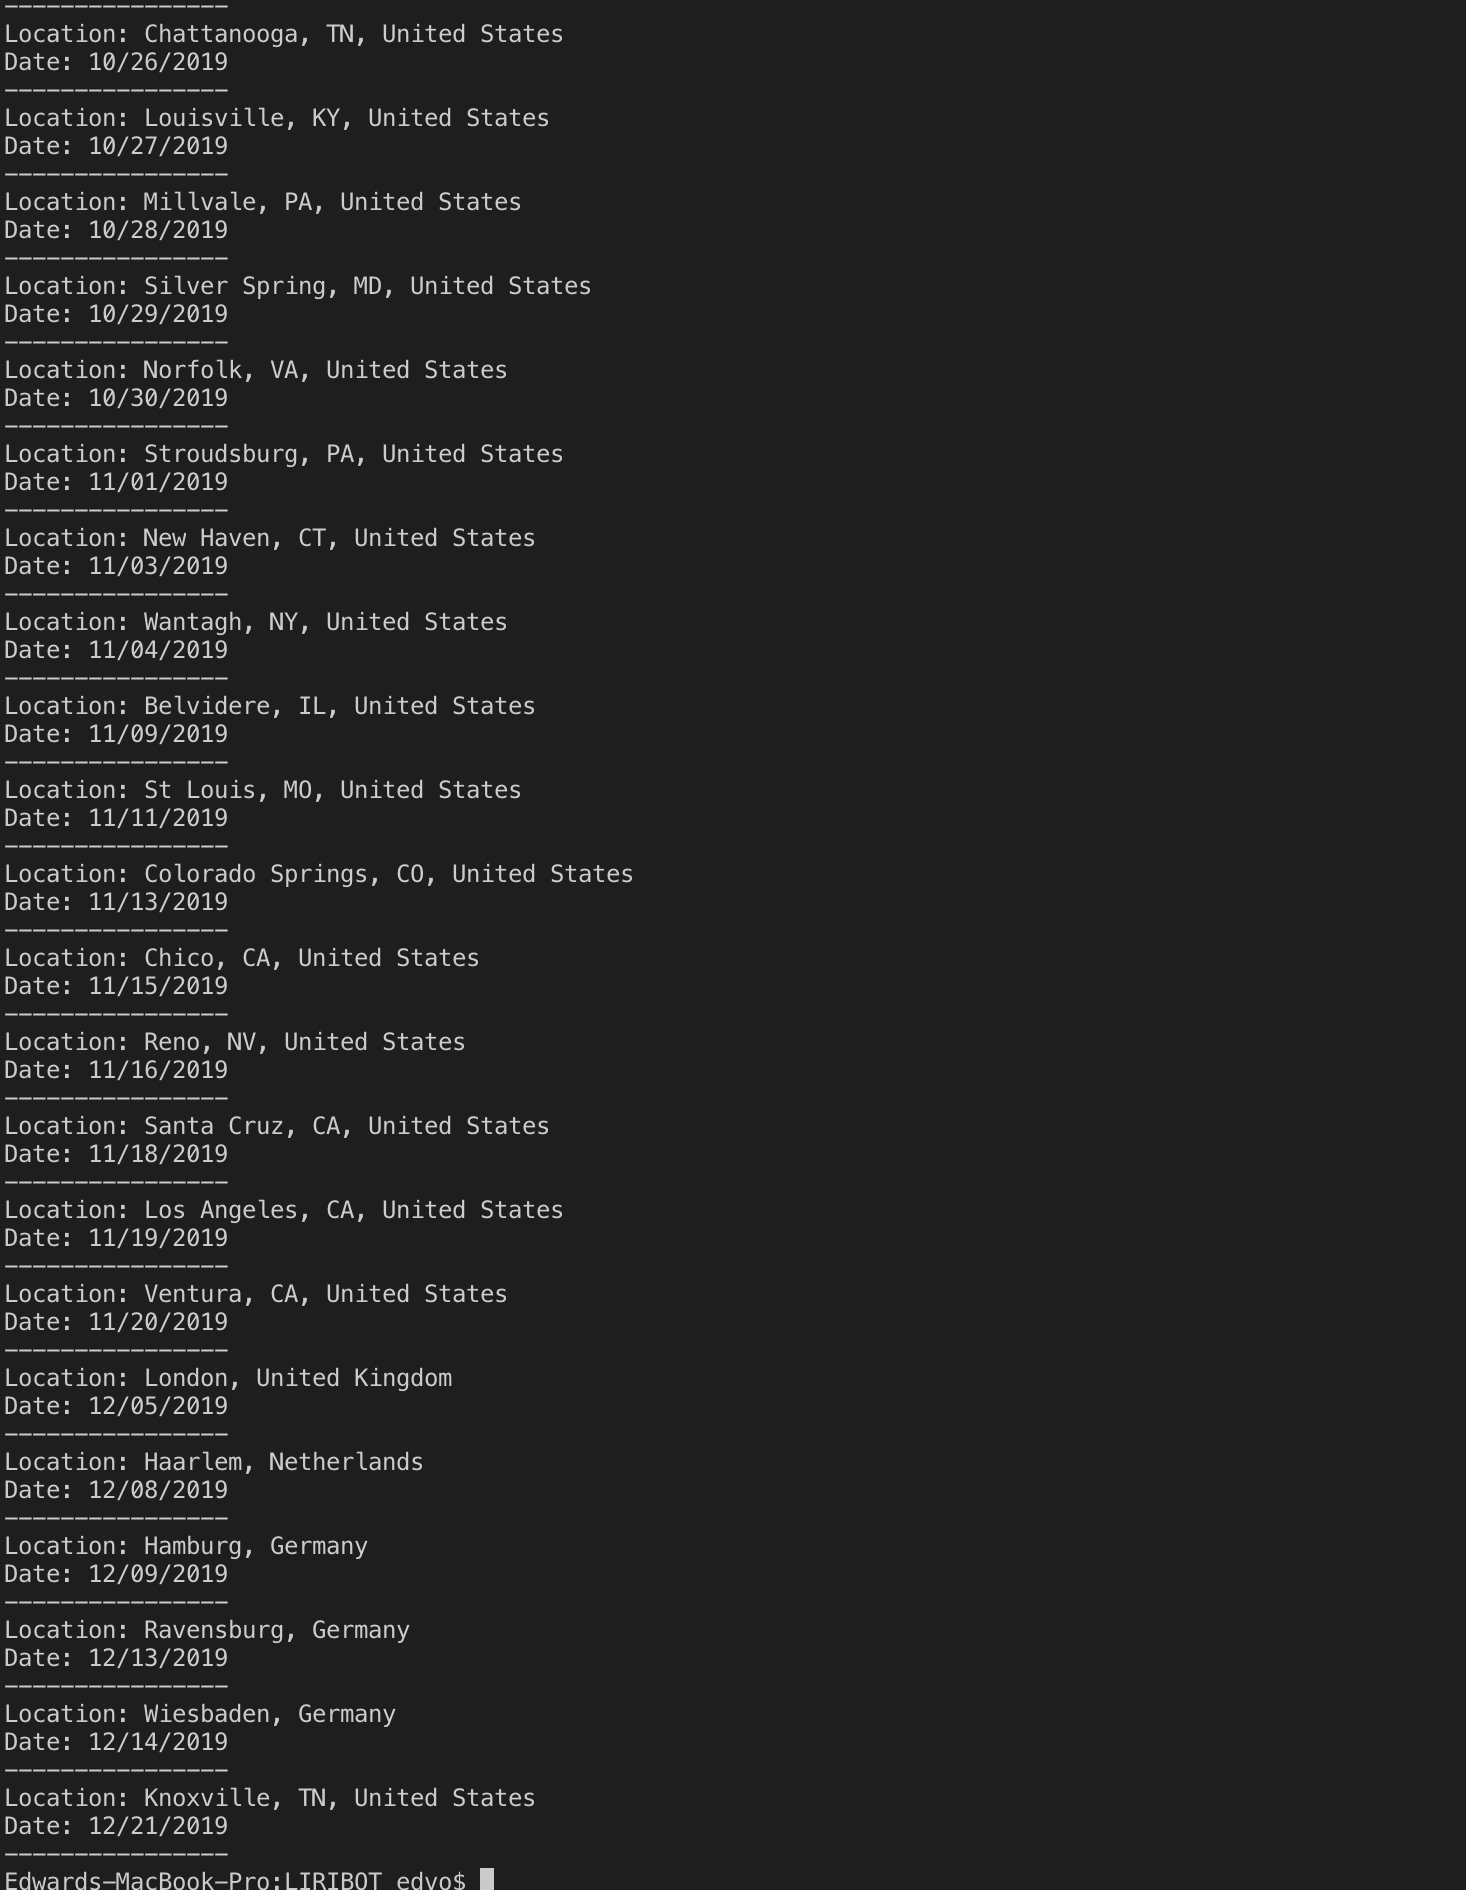 ----------------
Location: Chattanooga, TN, United States
Date: 10/26/2019
----------------
Location: Louisville, KY, United States
Date: 10/27/2019
----------------
Location: Millvale, PA, United States
Date: 10/28/2019
----------------
Location: Silver Spring, MD, United States
Date: 10/29/2019
----------------
Location: Norfolk, VA, United States
Date: 10/30/2019
----------------
Location: Stroudsburg, PA, United States
Date: 11/01/2019
----------------
Location: New Haven, CT, United States
Date: 11/03/2019
----------------
Location: Wantagh, NY, United States
Date: 11/04/2019
----------------
Location: Belvidere, IL, United States
Date: 11/09/2019
----------------
Location: St Louis, MO, United States
Date: 11/11/2019
----------------
Location: Colorado Springs, CO, United States
Date: 11/13/2019
----------------
Location: Chico, CA, United States
Date: 11/15/2019
----------------
Location: Reno, NV, United States
Date: 11/16/2019
----------------
Location: Santa Cruz, CA, United States
Date: 11/18/2019
----------------
Location: Los Angeles, CA, United States
Date: 11/19/2019
----------------
Location: Ventura, CA, United States
Date: 11/20/2019
----------------
Location: London, United Kingdom
Date: 12/05/2019
----------------
Location: Haarlem, Netherlands
Date: 12/08/2019
----------------
Location: Hamburg, Germany
Date: 12/09/2019
----------------
Location: Ravensburg, Germany
Date: 12/13/2019
----------------
Location: Wiesbaden, Germany
Date: 12/14/2019
----------------
Location: Knoxville, TN, United States
Date: 12/21/2019
----------------
Edwards-MacBook-Pro:LIRIBOT edvo$